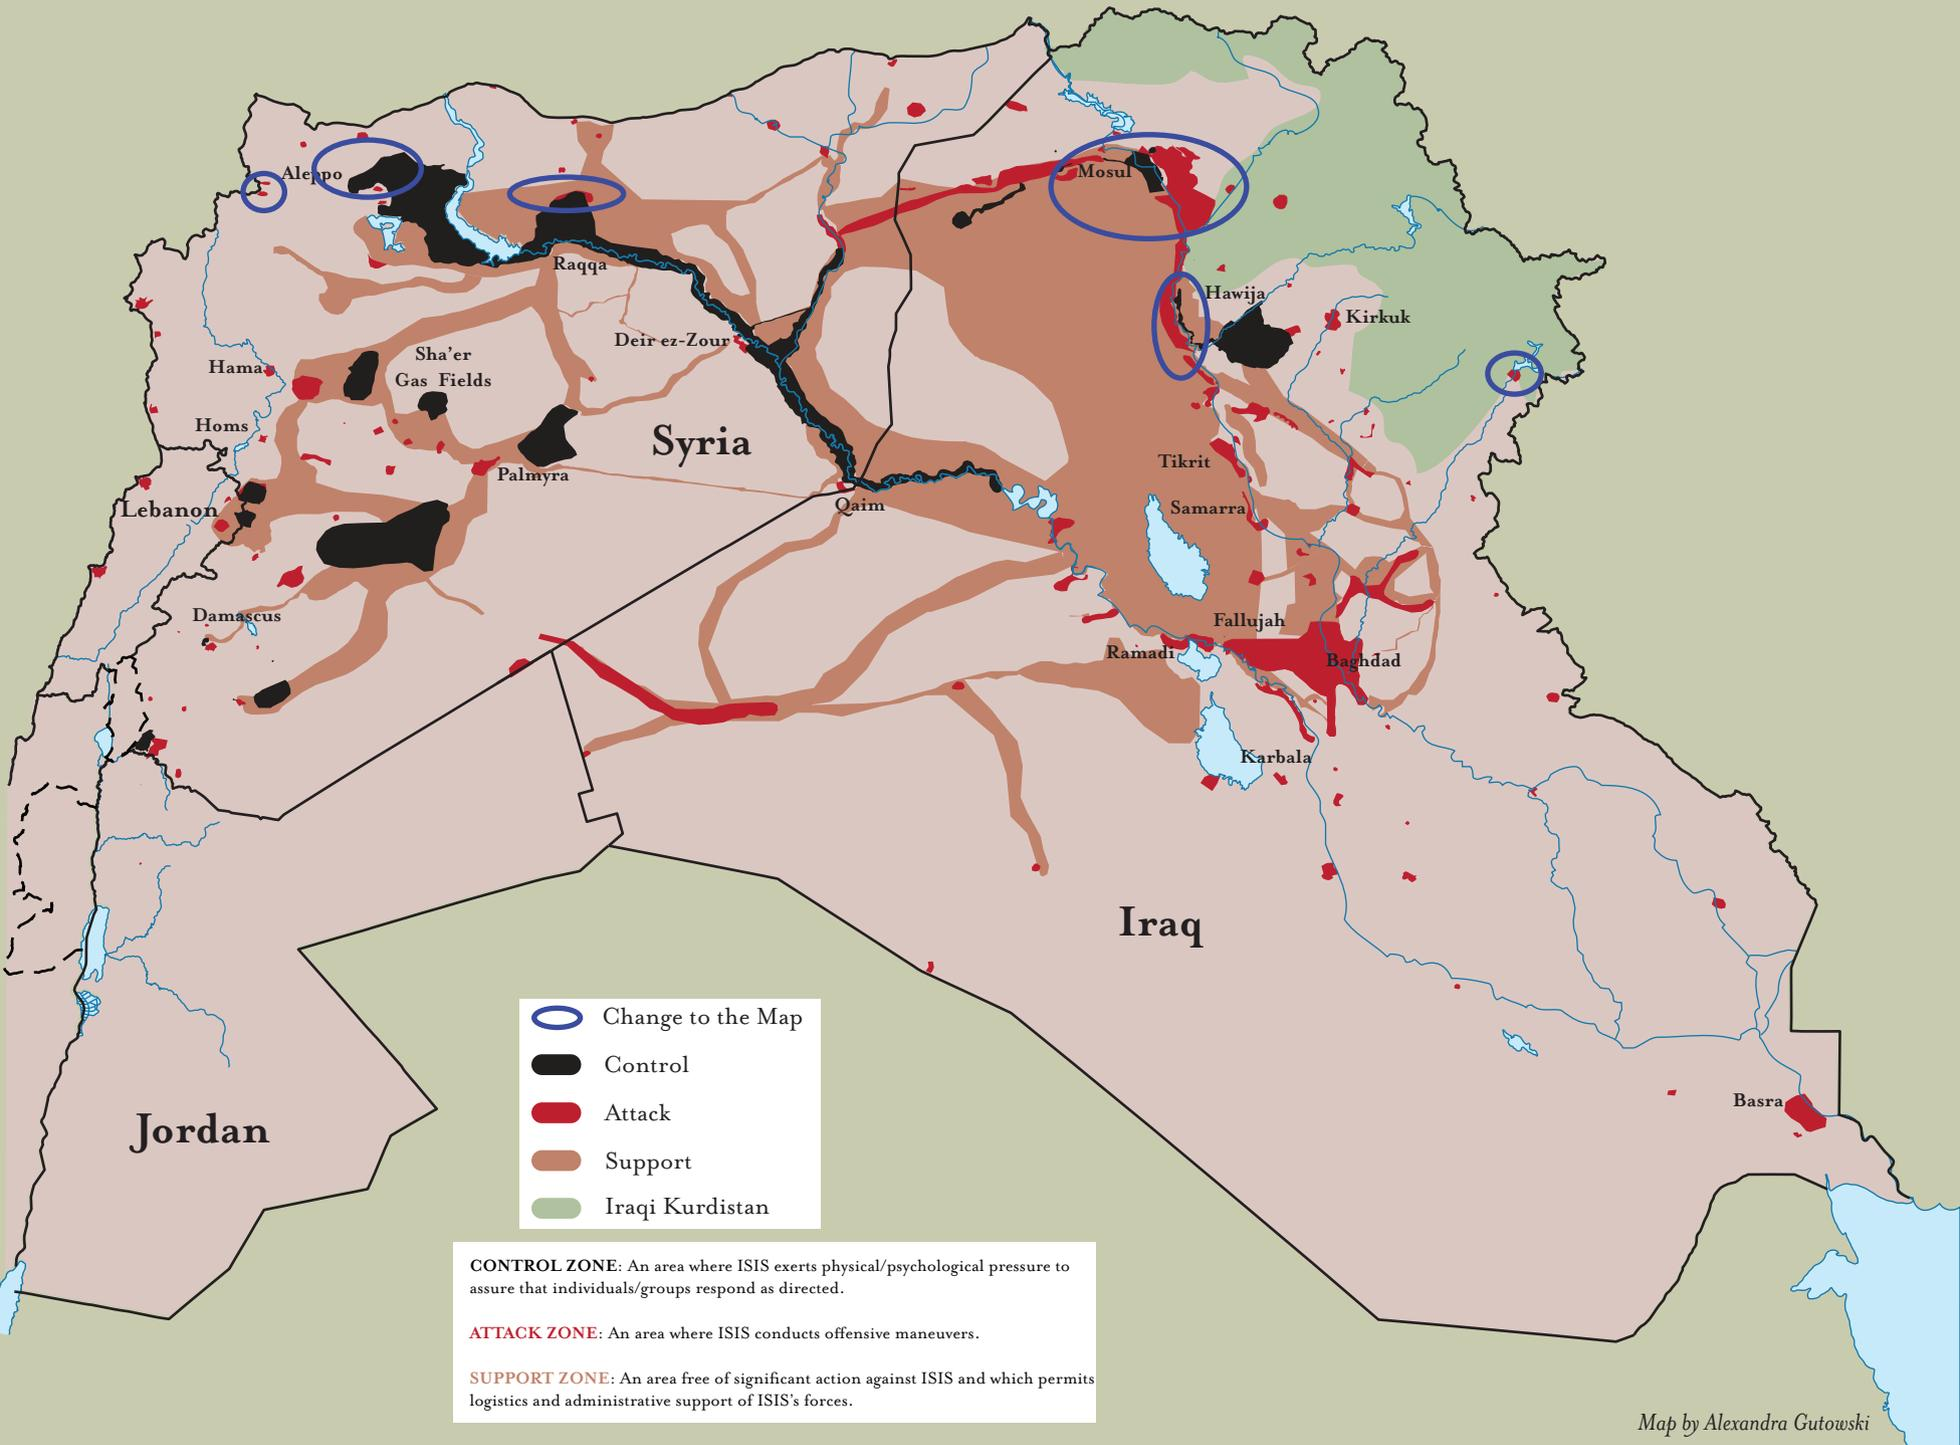 Aleppo
Mosul
Raqqa
Hawija
Kirkuk
Deir ez-Zour
Sha'er
Gas Fields
Hama
Homs
Syria
Palmyra
Tikrit
Qaim
Samarra
Lebanon
Damascus
Fallujah
Ramadi
Baghdad
Karbala
Iraq
Jordan
Basra
Change to the Map
Control
Attack
Support
Iraqi Kurdistan
CONTROL ZONE: An area where ISIS exerts physical/psychological pressure to
assure that individuals/groups respond as directed.
ATTACK ZONE: An area where ISIS conducts offensive maneuvers.
SUPPORT ZONE: An area free of significant action against ISIS and which permits
logistics and administrative support of ISIS's forces.
Map by Alexandra Gutowski